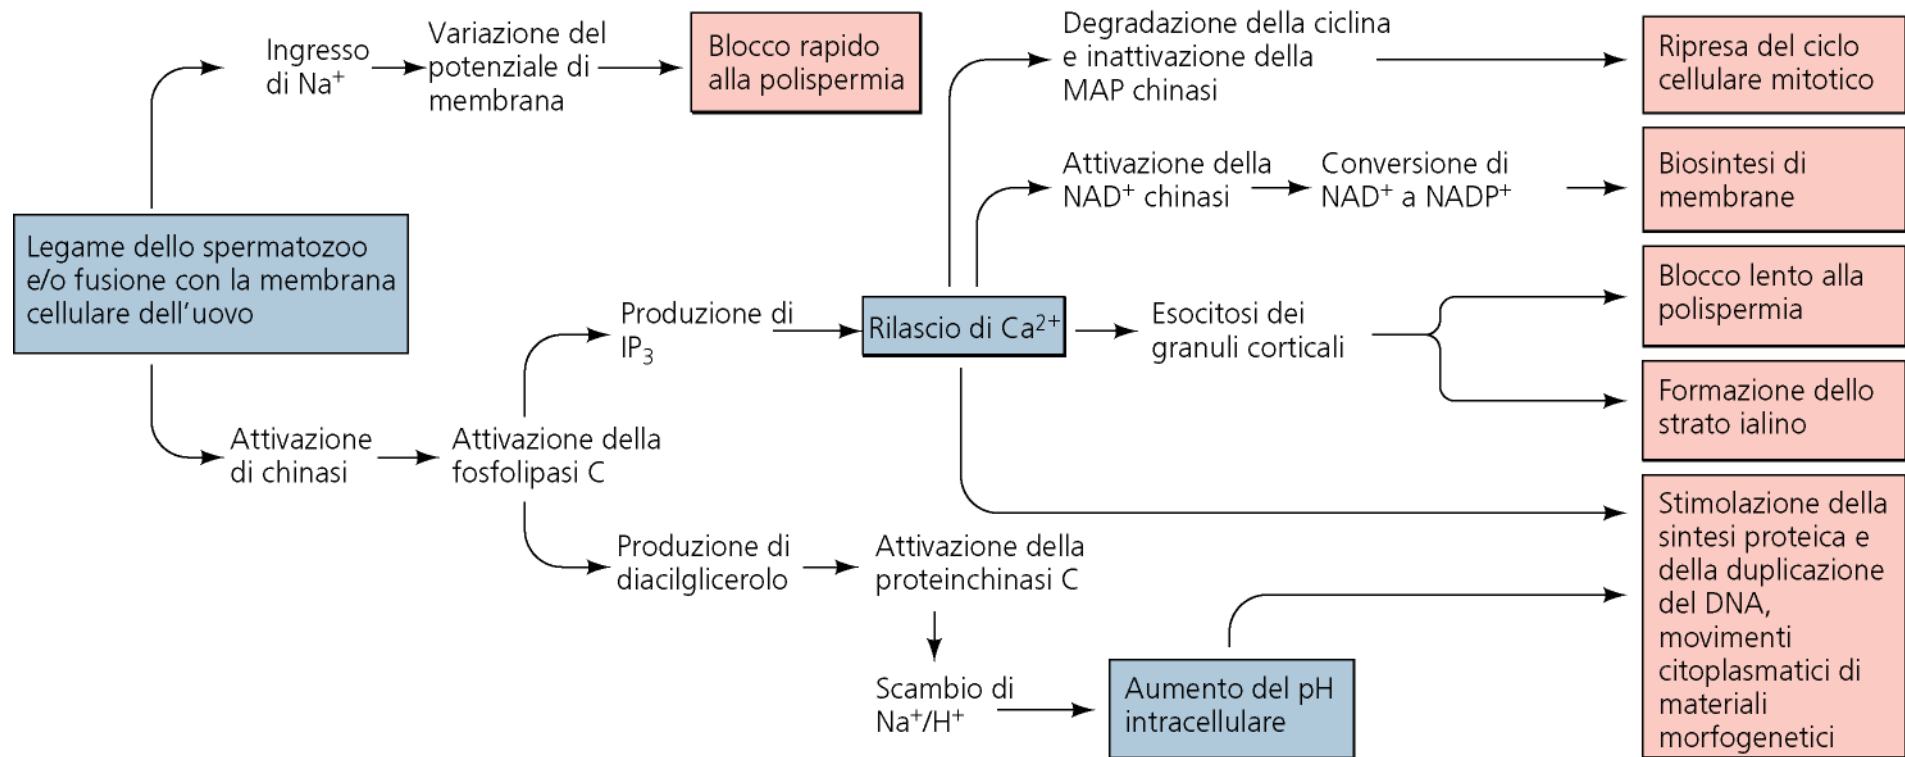 Ingresso
di Na⁺
Variazione del
potenziale di
membrana
Blocco rapido
alla polispermia
Degradazione della ciclina
e inattivazione della
MAP chinasi
Ripresa del ciclo
cellulare mitotico
Attivazione della
NAD⁺ chinasi
Conversione di
NAD⁺ a NADP⁺
Biosintesi di
membrane
Legame dello spermatozoo
e/o fusione con la membrana
cellulare dell'uovo
Produzione di
IP₃
Rilascio di Ca²⁺
Esocitosi dei
granuli corticali
Blocco lento alla
polispermia
Formazione dello
strato ialino
Attivazione
di chinasi
Attivazione della
fosfolipasi C
Produzione di
diacilglicerolo
Attivazione della
proteinchinasi C
Scambio di
Na⁺/H⁺
Aumento del pH
intracellulare
Stimolazione della
sintesi proteica e
della duplicazione
del DNA,
movimenti
citoplasmatici di
materiali
morfogenetici